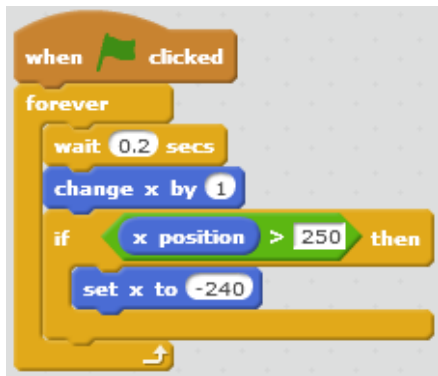 when clicked
forever
wait 0.2 secs
change x by 1
if x position > 250 then
set x to -240